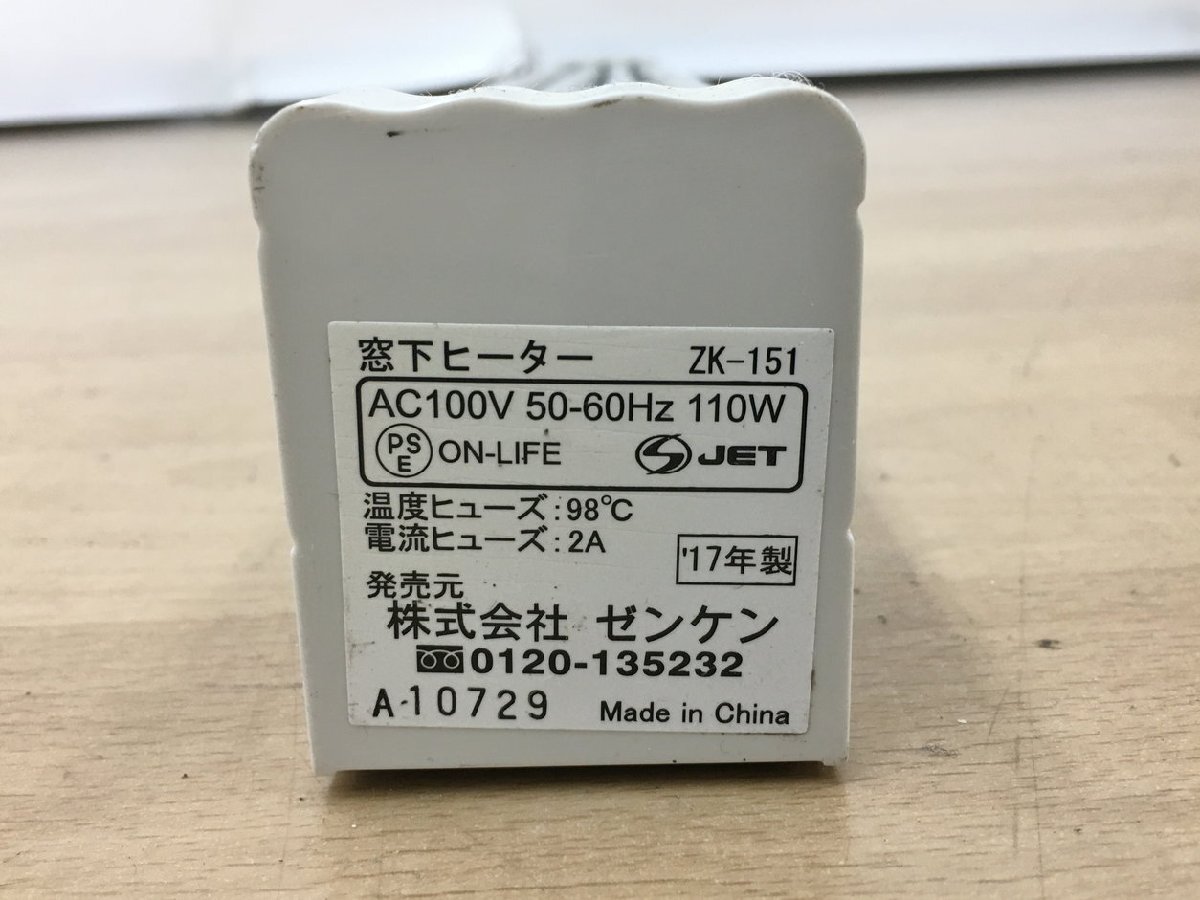 窓下ヒーター ZK-151
AC100V 50-60Hz 110W
PSE ON-LIFE JET
温度ヒューズ:98℃
電流ヒューズ:2A
'17年製
発売元
株式会社 ゼンケン
0120-135232
A10729 Made in China